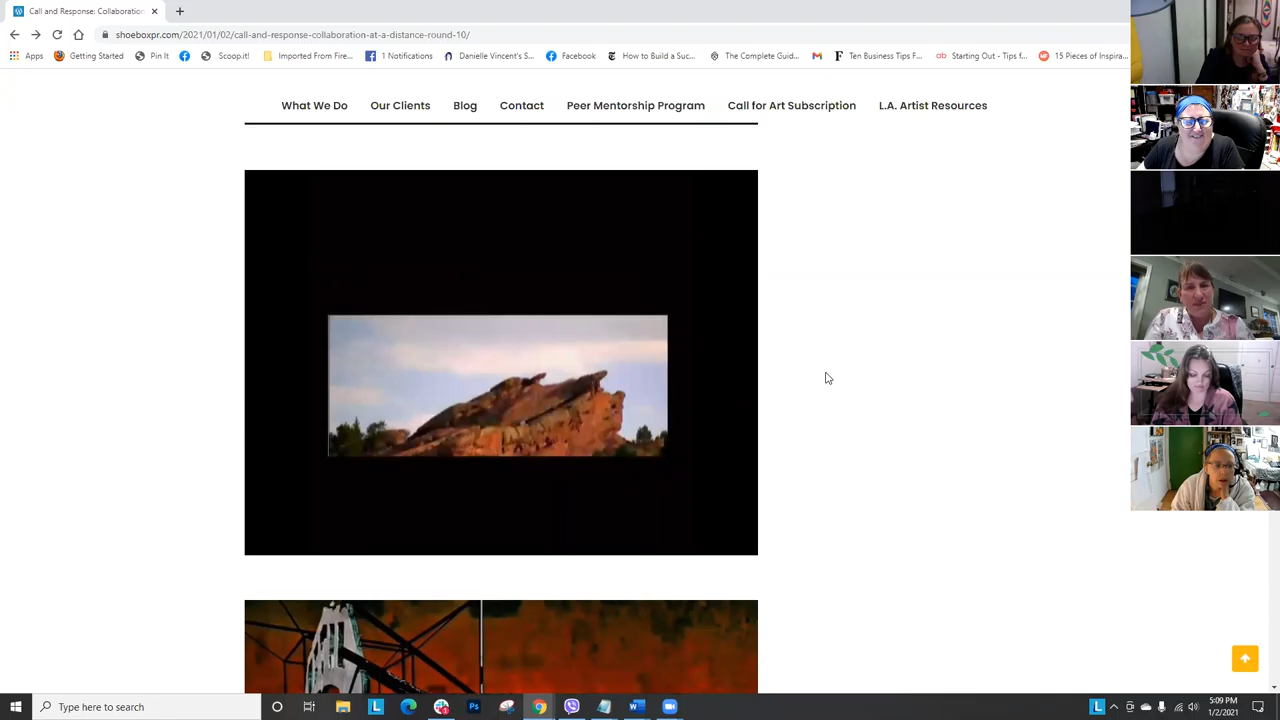 Call and Response: Collaboration
shoeboxpr.com/2021/01/02/call-and-response-collaboration-at-a-distance-round-10/
Apps Getting Started Pin It Scoop.it! Imported From Fire... 1 Notifications Danielle Vincent's S... Facebook How to Build a Suc... The Complete Guid... Ten Business Tips F... Starting Out - Tips f... 15 Pieces of Inspira...
What We Do Our Clients Blog Contact Peer Mentorship Program Call for Art Subscription L.A. Artist Resources
Type here to search
5:09 PM
1/2/2021